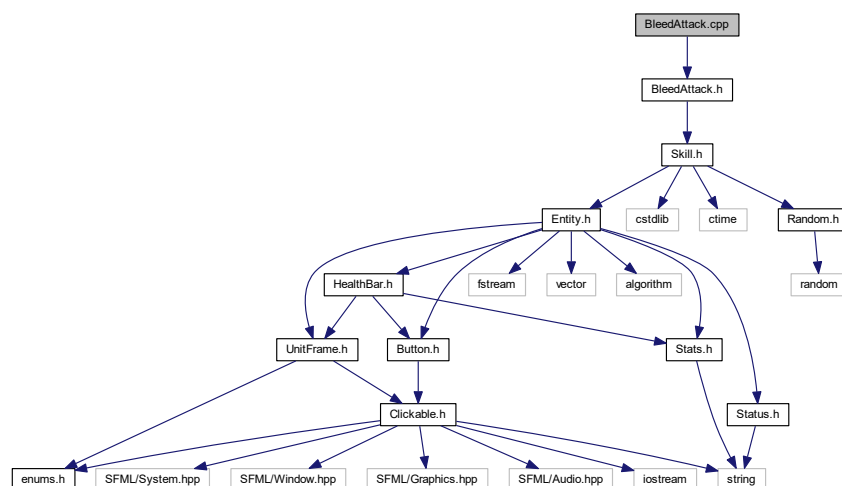 BleedAttack.cpp
BleedAttack.h
Skill.h
Entity.h
cstdlib
ctime
Random.h
HealthBar.h
fstream
vector
algorithm
random
UnitFrame.h
Button.h
Stats.h
Clickable.h
Status.h
enums.h
SFML/System.hpp
SFML/Window.hpp
SFML/Graphics.hpp
SFML/Audio.hpp
iostream
string